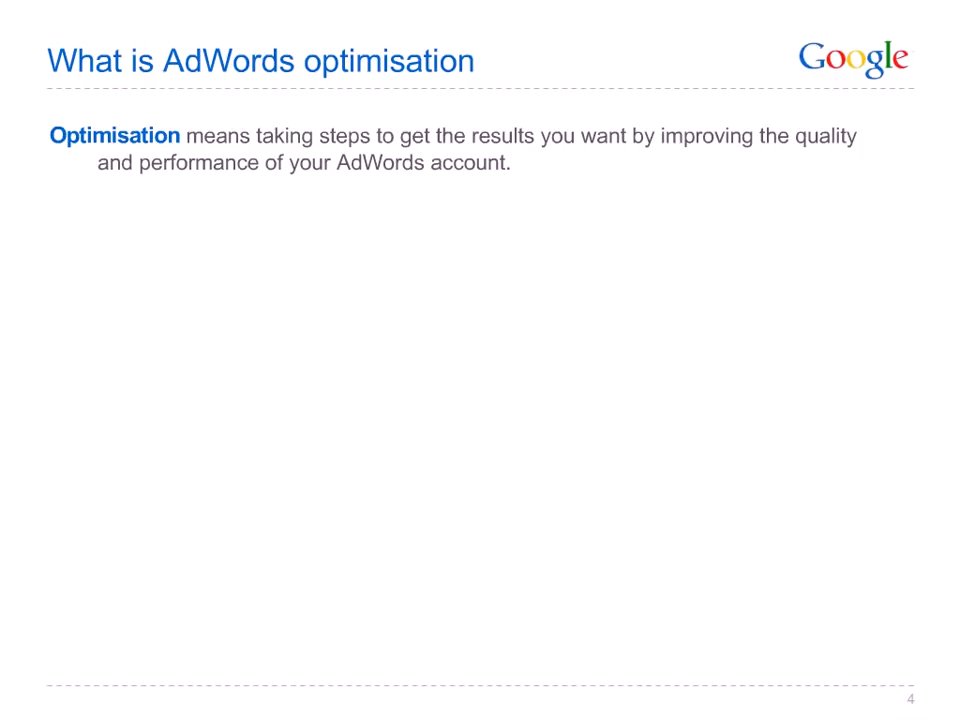 What is AdWords optimisation
Google
Optimisation means taking steps to get the results you want by improving the quality
and performance of your AdWords account.
4